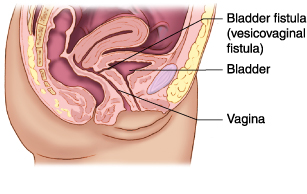 Bladder fistula
(vesicovaginal
fistula)
Bladder
Vagina